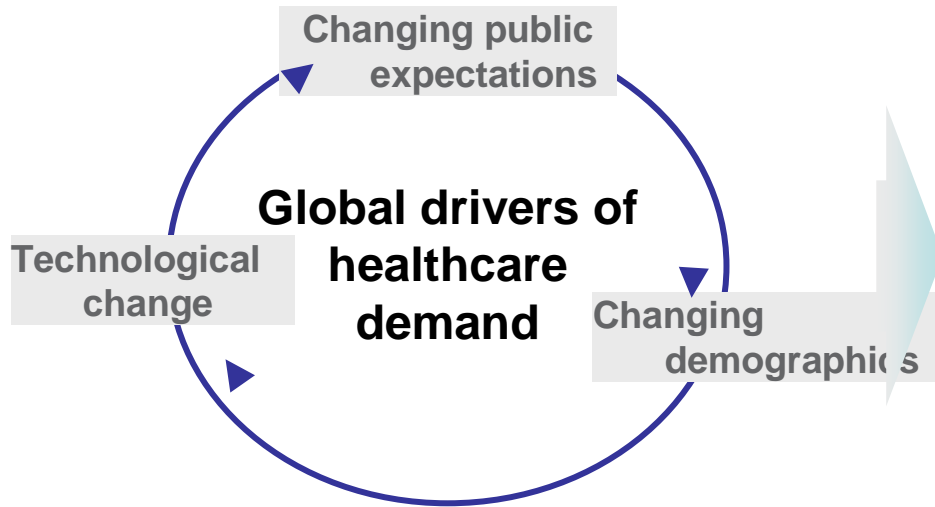 Changing public
expectations
Global drivers of
healthcare
demand
Technological
change
Changing
demographics